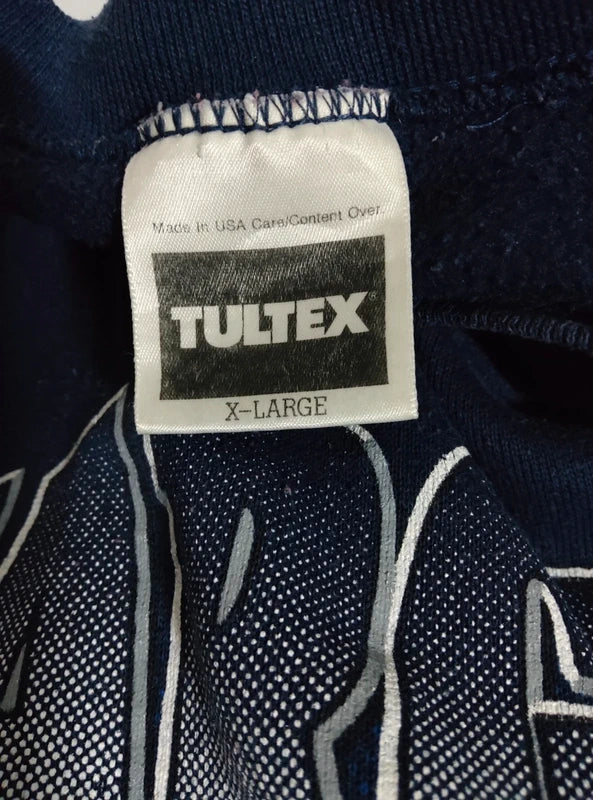 Made In USA Care/Content Over.
TULTEX
X-LARGE